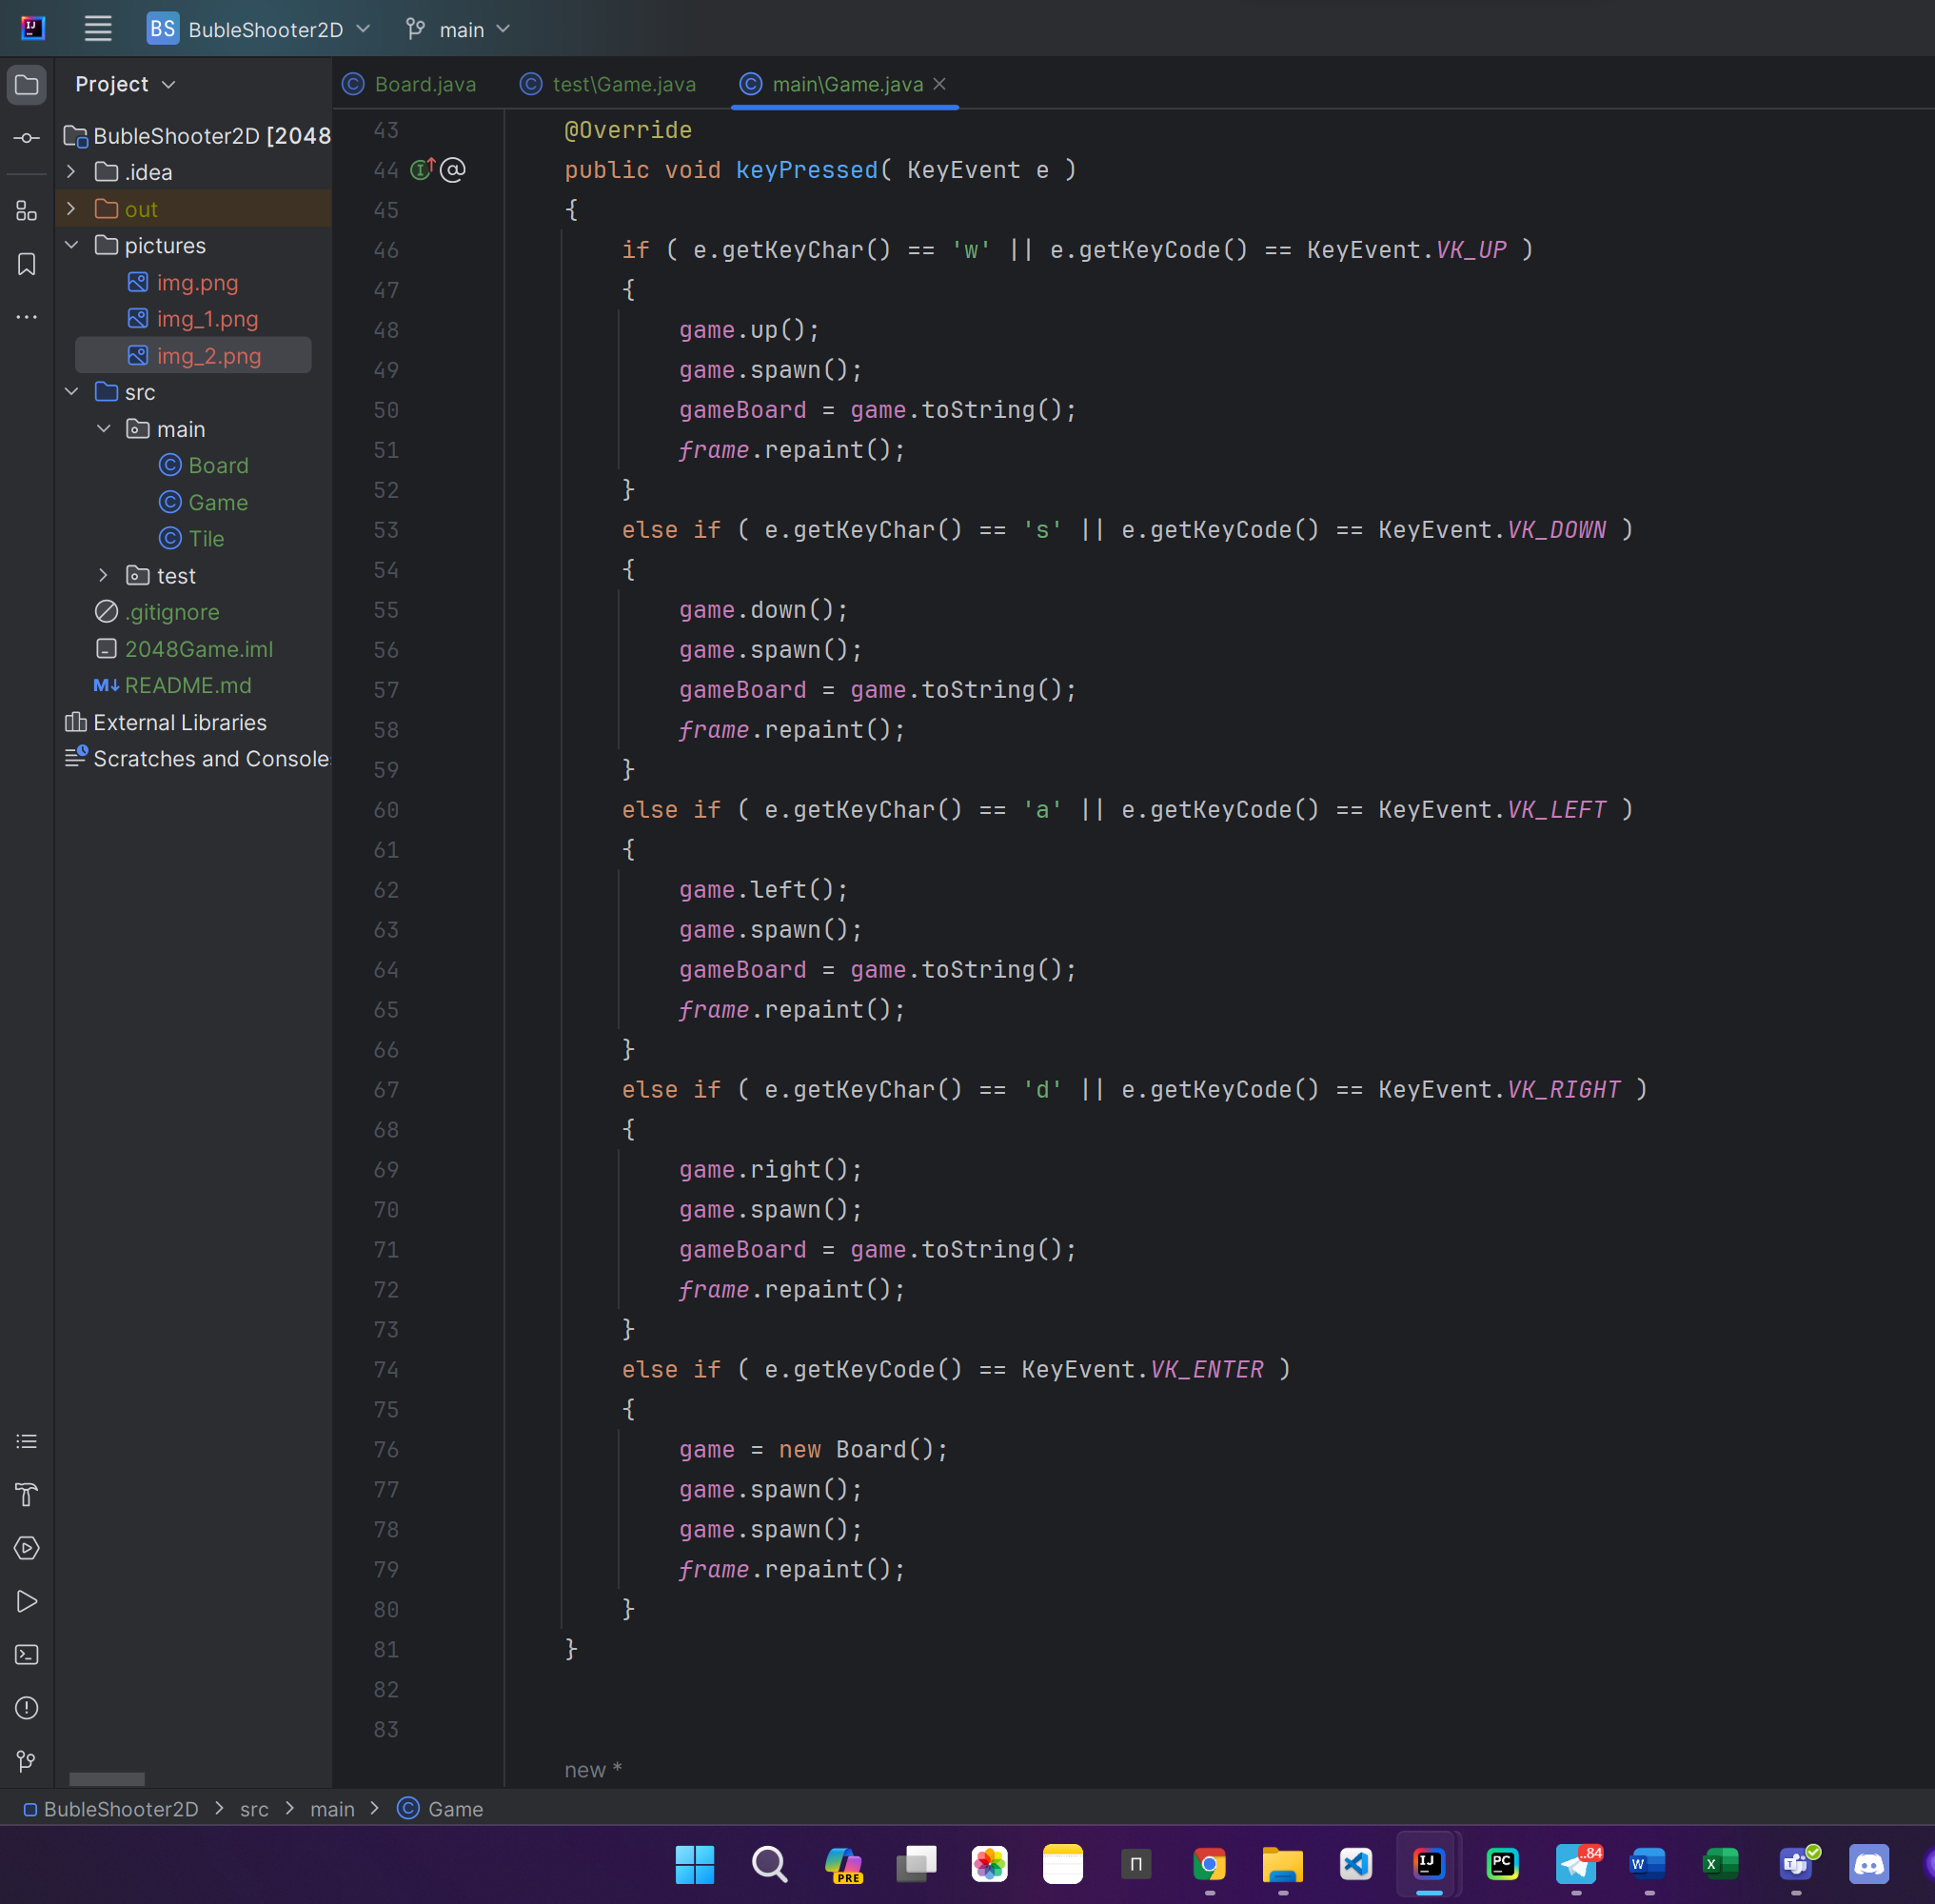 BS BubleShooter2D main
Project
Board.java test\Game.java main\Game.java
BubleShooter2D [2048
.idea
out
pictures
img.png
img_1.png
img_2.png
src
main
Board
Game
Tile
test
.gitignore
2048Game.iml
README.md
External Libraries
Scratches and Console
43 @Override
44 public void keyPressed( KeyEvent e )
45 {
46 if ( e.getKeyChar() == 'w' || e.getKeyCode() == KeyEvent.VK_UP )
47 {
48 game.up();
49 game.spawn();
50 gameBoard = game.toString();
51 frame.repaint();
52 }
53 else if ( e.getKeyChar() == 's' || e.getKeyCode() == KeyEvent.VK_DOWN )
54 {
55 game.down();
56 game.spawn();
57 gameBoard = game.toString();
58 frame.repaint();
59 }
60 else if ( e.getKeyChar() == 'a' || e.getKeyCode() == KeyEvent.VK_LEFT )
61 {
62 game.left();
63 game.spawn();
64 gameBoard = game.toString();
65 frame.repaint();
66 }
67 else if ( e.getKeyChar() == 'd' || e.getKeyCode() == KeyEvent.VK_RIGHT )
68 {
69 game.right();
70 game.spawn();
71 gameBoard = game.toString();
72 frame.repaint();
73 }
74 else if ( e.getKeyCode() == KeyEvent.VK_ENTER )
75 {
76 game = new Board();
77 game.spawn();
78 game.spawn();
79 frame.repaint();
80 }
81 }
82
83
new *
BubleShooter2D > src > main > Game
PRE
..84